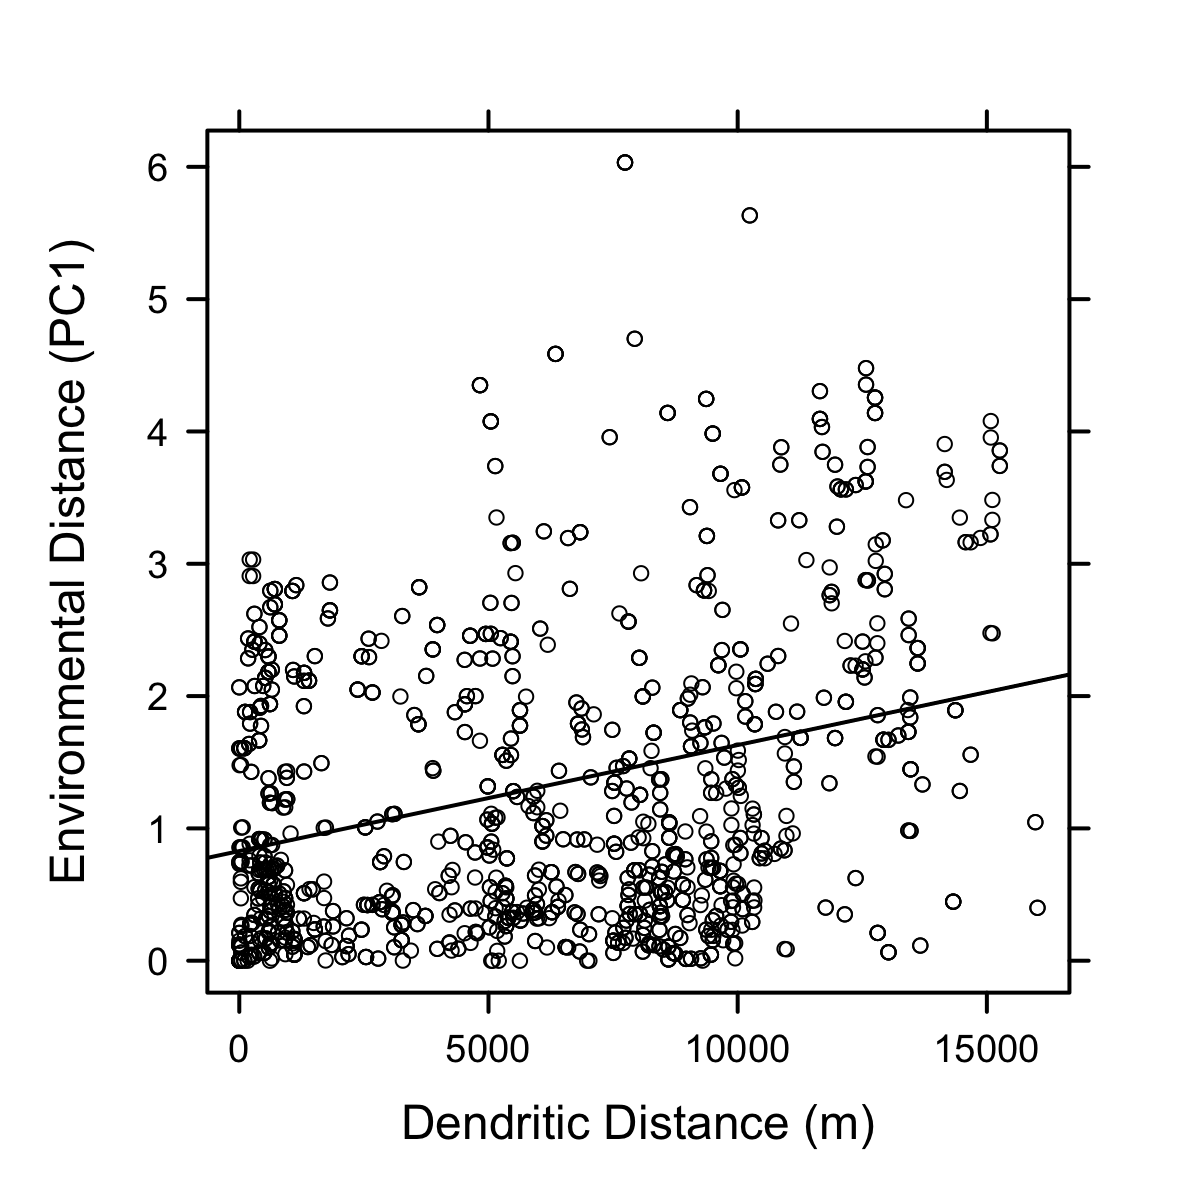 Environmental Distance (PC1)
6
5
4
3
2
1
0
0 5000 10000 15000
Dendritic Distance (m)